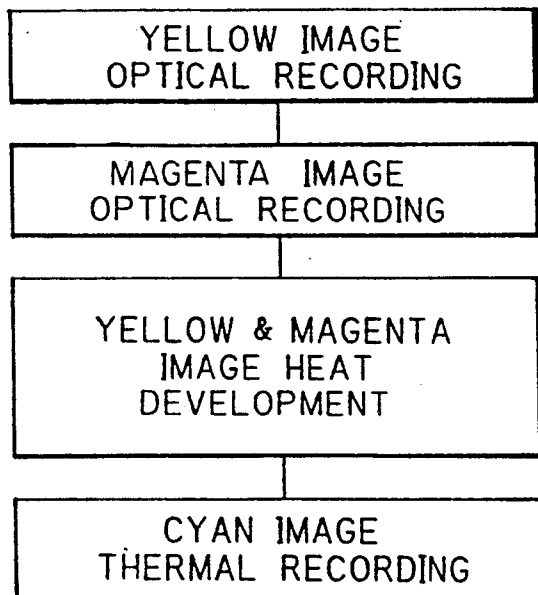 YELLOW IMAGE
OPTICAL RECORDING
MAGENTA IMAGE
OPTICAL RECORDING
YELLOW & MAGENTA
IMAGE HEAT
DEVELOPMENT
CYAN IMAGE
THERMAL RECORDING